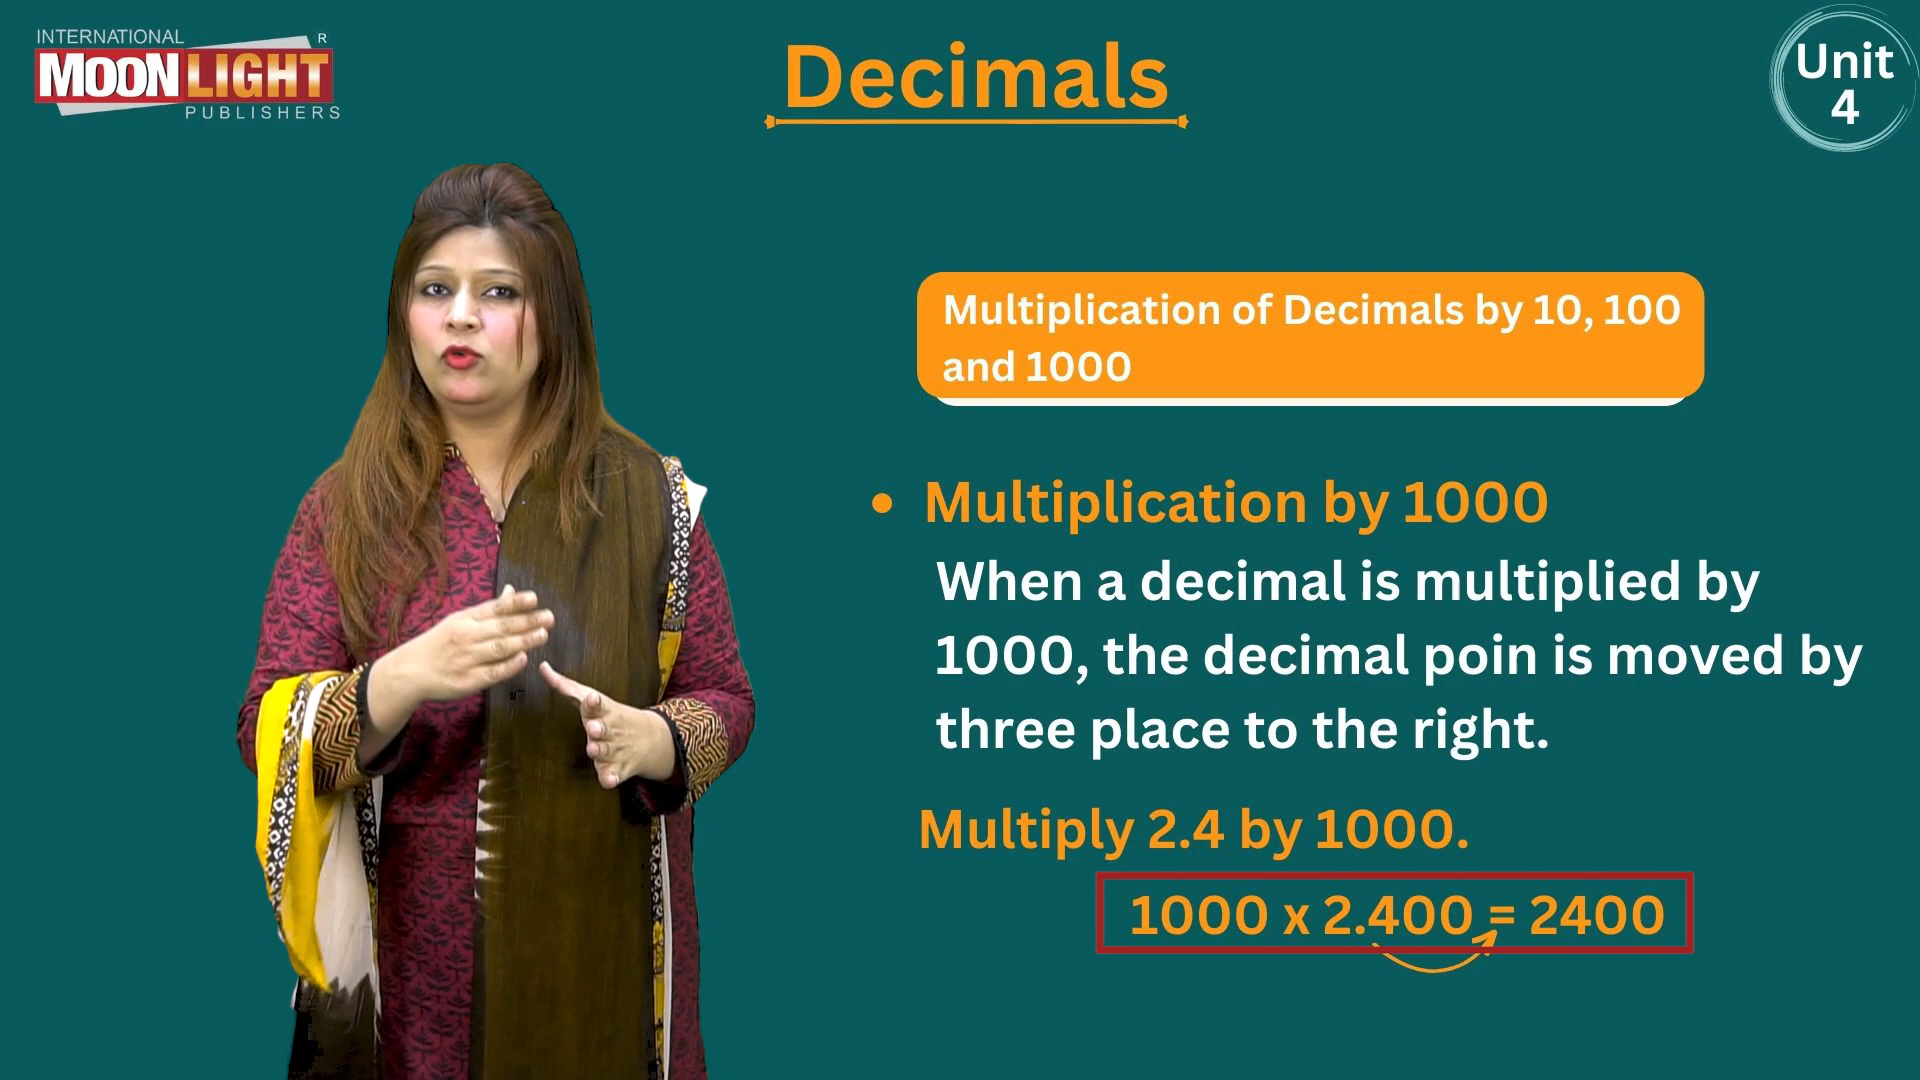 INTERNATIONAL
R
MOONLIGHT
PUBLISHERS
Decimals
Unit
4
Multiplication of Decimals by 10, 100
and 1000
• Multiplication by 1000
When a decimal is multiplied by
1000, the decimal poin is moved by
three place to the right.
Multiply 2.4 by 1000.
1000 x 2.400 = 2400